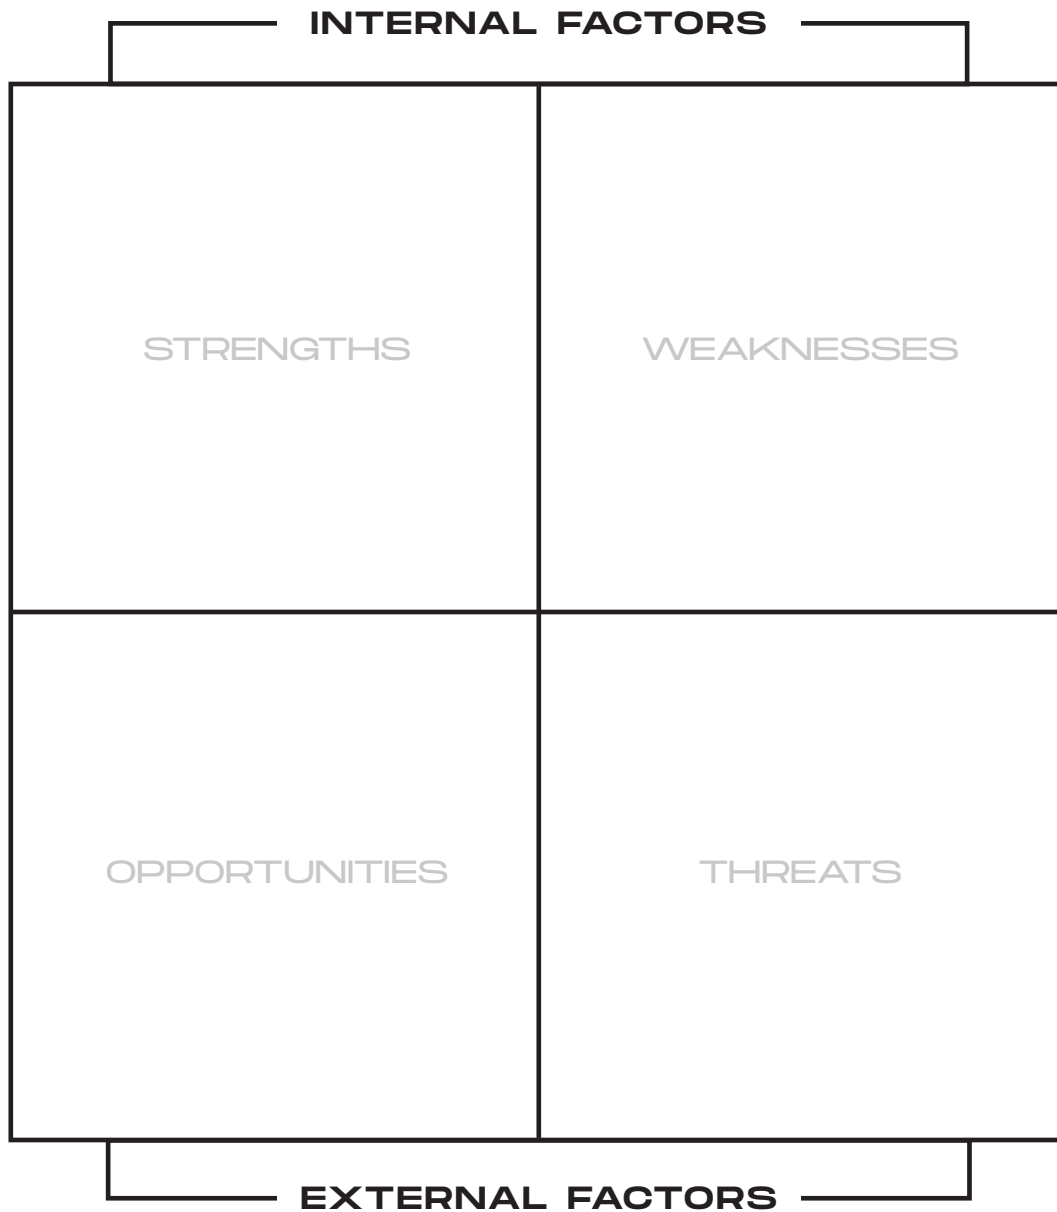 INTERNAL FACTORS
STRENGTHS
WEAKNESSES
OPPORTUNITIES
THREATS
EXTERNAL FACTORS